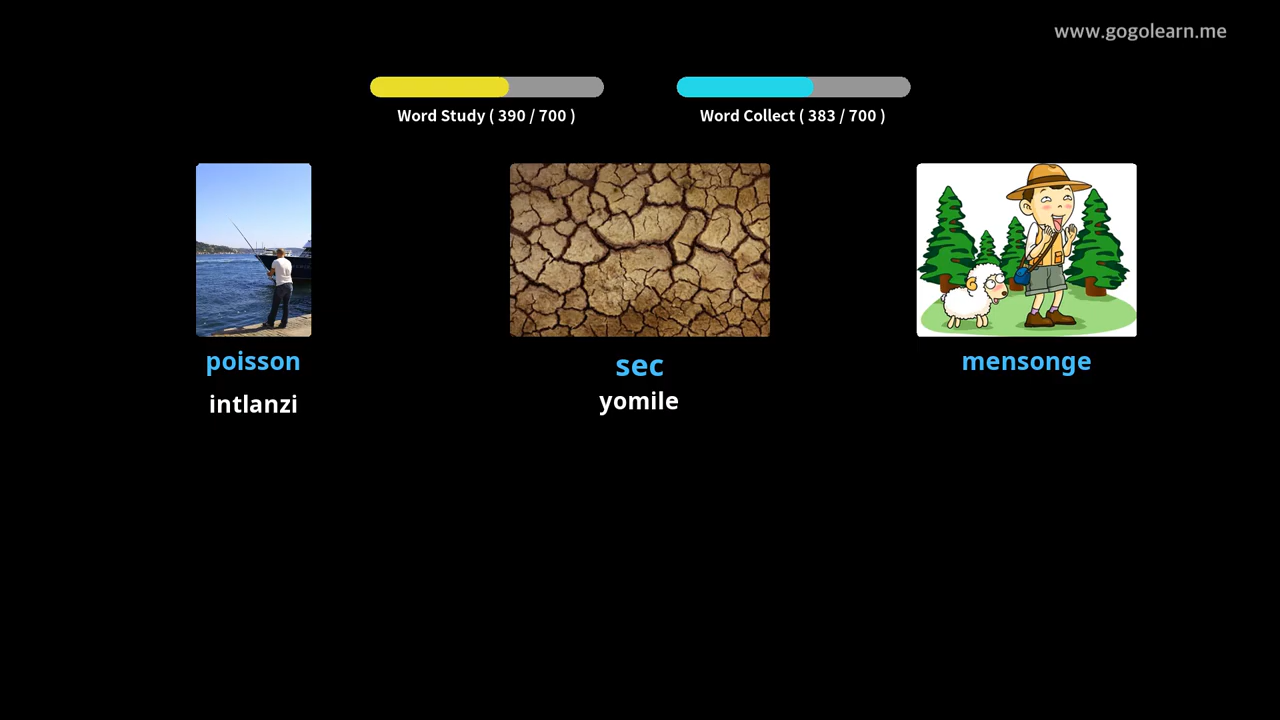 www.gogolearn.me
Word Study ( 390 / 700 )
Word Collect ( 383 / 700 )
poisson
sec
mensonge
intlanzi
yomile